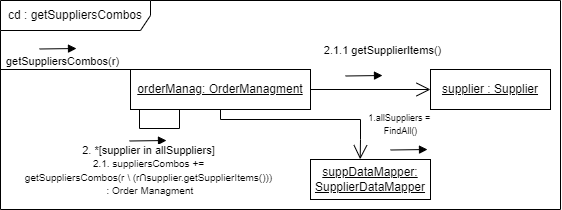 cd : getSuppliersCombos
2.1.1 getSupplierItems()
getSuppliersCombos(r)
orderManag: OrderManagment
supplier : Supplier
1.allSuppliers =
FindAll()
2. *[supplier in allSuppliers]
2.1. suppliersCombos +=
getSuppliersCombos(r \ (r∩supplier.getSupplierItems()))
: Order Managment
suppDataMapper:
SupplierDataMapper